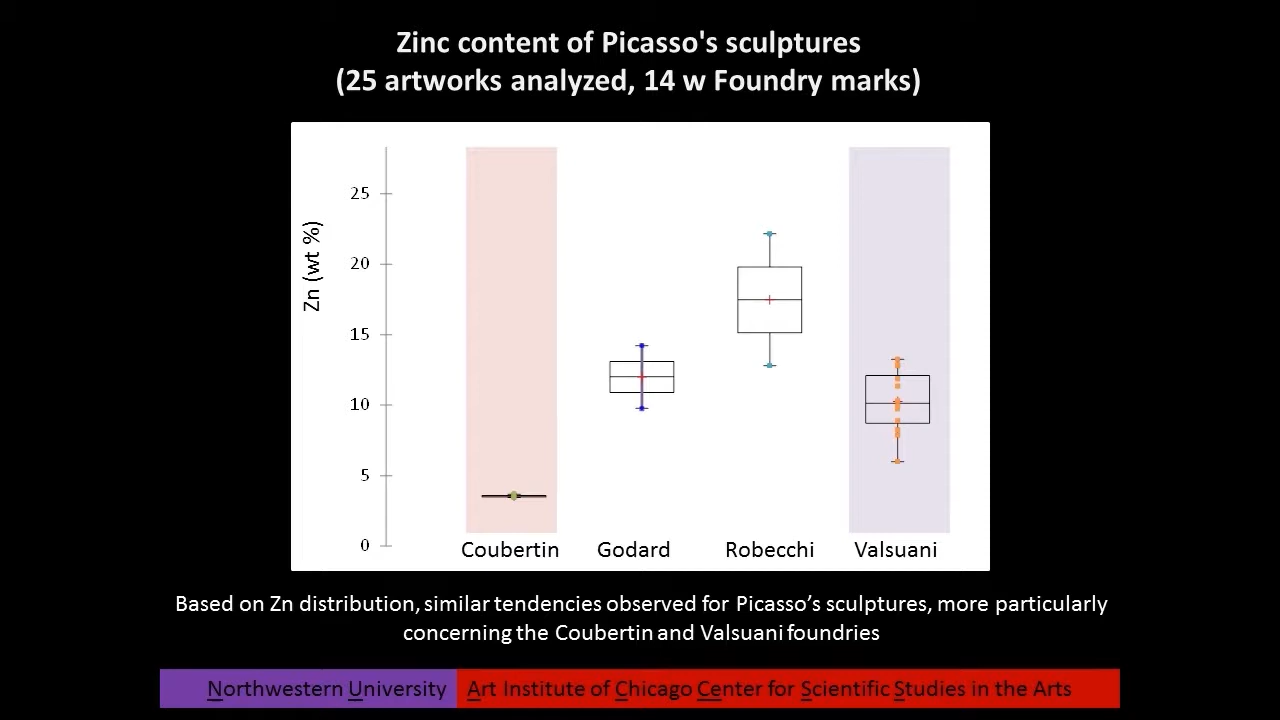 Zinc content of Picasso's sculptures
(25 artworks analyzed, 14 w Foundry marks)
Zn (wt %)
25
20
15
10
5
0
Coubertin Godard Robecchi Valsuani
Based on Zn distribution, similar tendencies observed for Picasso’s sculptures, more particularly
concerning the Coubertin and Valsuani foundries
Northwestern University Art Institute of Chicago Center for Scientific Studies in the Arts